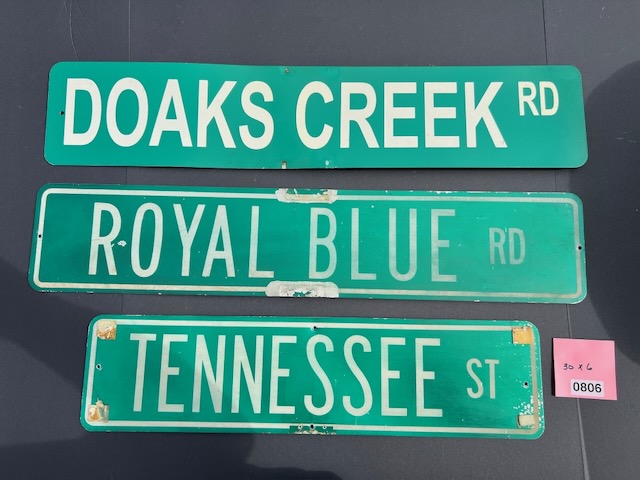 DOAKS CREEK RD
ROYAL BLUE RD
TENNESSEE ST
30 x 6
0806